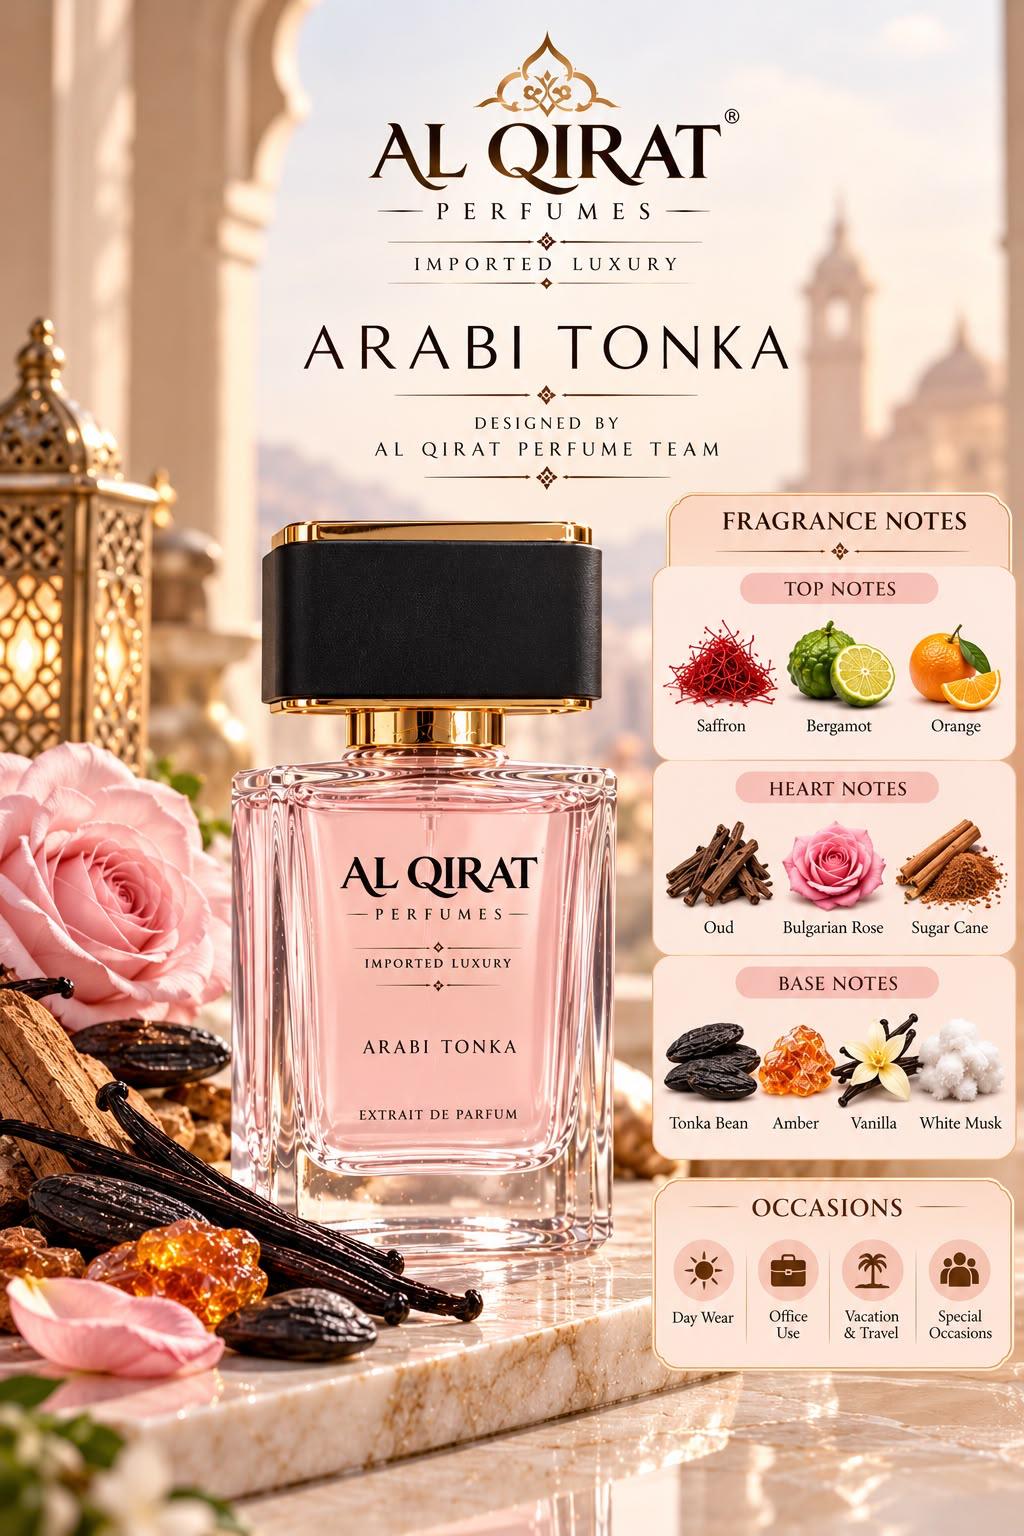 AL QIRAT®
PERFUMES
IMPORTED LUXURY
ARABI TONKA
DESIGNED BY
AL QIRAT PERFUME TEAM
AL QIRAT
PERFUMES
IMPORTED LUXURY
ARABI TONKA
EXTRAIT DE PARFUM
FRAGRANCE NOTES
TOP NOTES
Saffron Bergamot Orange
HEART NOTES
Oud Bulgarian Rose Sugar Cane
BASE NOTES
Tonka Bean Amber Vanilla White Musk
OCCASIONS
Day Wear
Office
Use
Vacation
& Travel
Special
Occasions